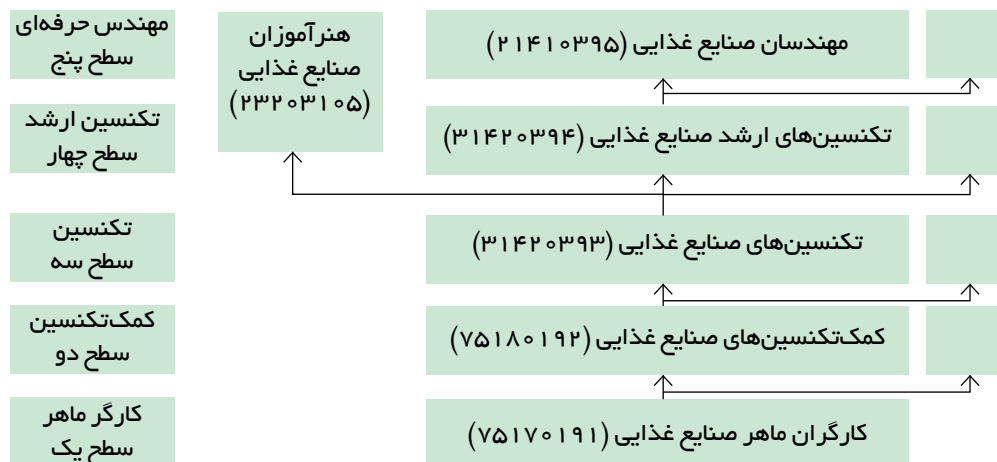 مهندسان صنایع غذایی (۲۱۴۱۰۳۹۵)
هنرآموزان
صنایع غذایی
(۲۳۲۰۳۱۰۵)
مهندس حرفه‌ای
سطح پنج
تکنسین‌های ارشد صنایع غذایی (۳۱۴۲۰۳۹۴)
تکنسین ارشد
سطح چهار
تکنسین‌های صنایع غذایی (۳۱۴۲۰۳۹۳)
تکنسین
سطح سه
کمک‌تکنسین‌های صنایع غذایی (۷۵۱۸۰۱۹۲)
کمک‌تکنسین
سطح دو
کارگران ماهر صنایع غذایی (۷۵۱۷۰۱۹۱)
کارگر ماهر
سطح یک